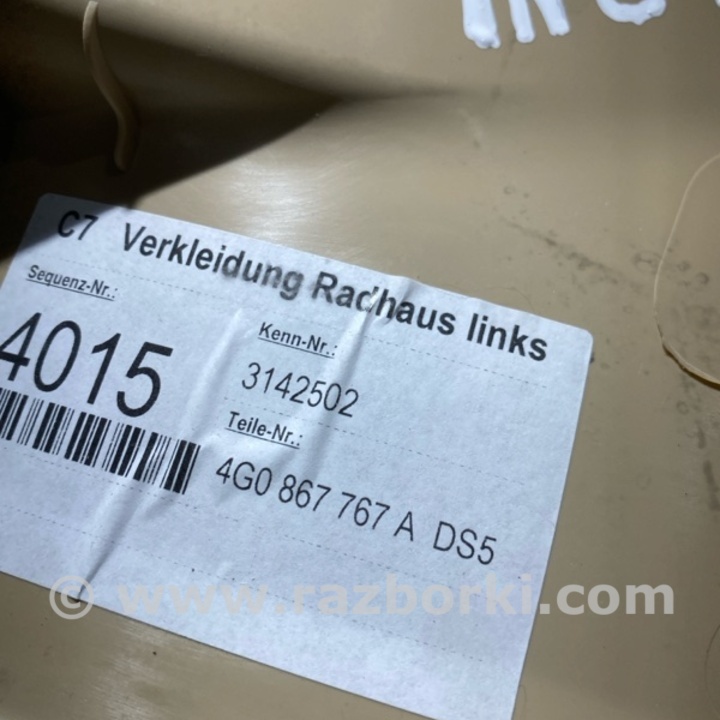 C7 Verkleidung Radhaus links
Sequenz-Nr.:
4015
Kenn-Nr.:
3142502
Teile-Nr.:
4G0 867 767 A DS5
© www.razborki.com